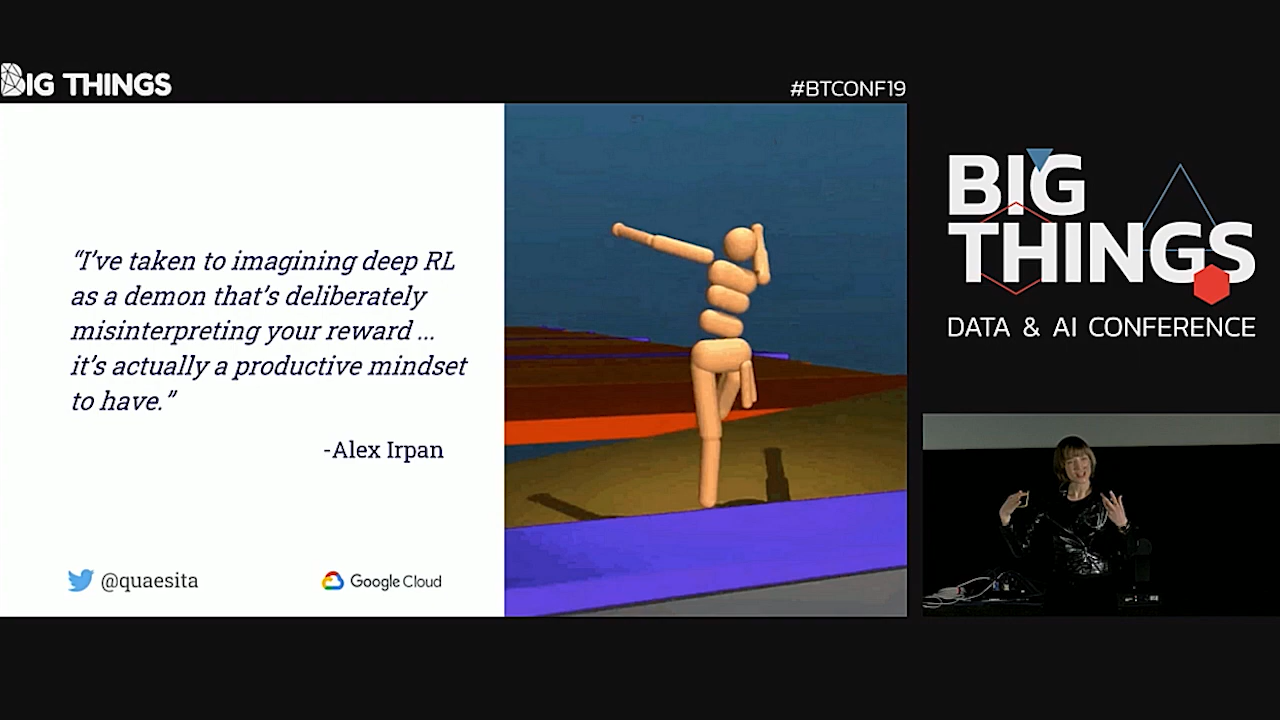 BIG THINGS
#BTCONF19
“I’ve taken to imagining deep RL
as a demon that’s deliberately
misinterpreting your reward ...
it’s actually a productive mindset
to have.”
-Alex Irpan
@quaesita
Google Cloud
BIG
THINGS
DATA & AI CONFERENCE